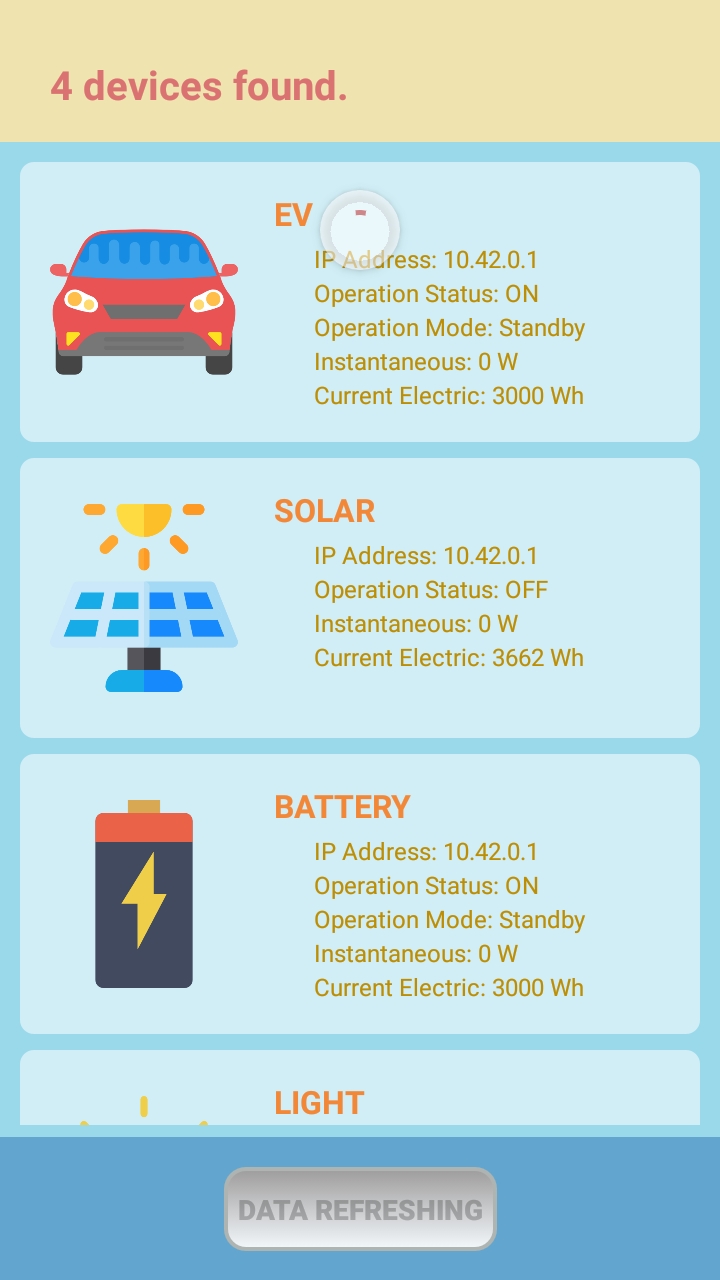 4 devices found.
EV
IP Address: 10.42.0.1
Operation Status: ON
Operation Mode: Standby
Instantaneous: 0 W
Current Electric: 3000 Wh
SOLAR
IP Address: 10.42.0.1
Operation Status: OFF
Instantaneous: 0 W
Current Electric: 3662 Wh
BATTERY
IP Address: 10.42.0.1
Operation Status: ON
Operation Mode: Standby
Instantaneous: 0 W
Current Electric: 3000 Wh
LIGHT
DATA REFRESHING